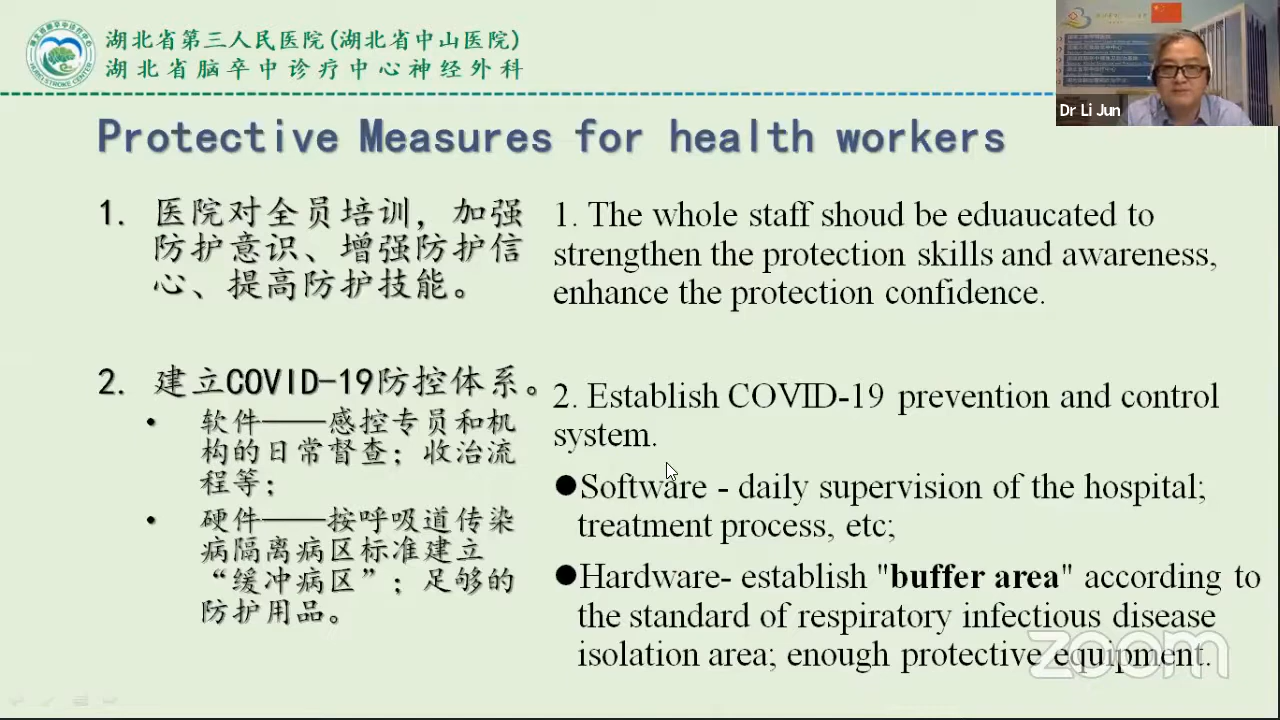 湖北省第三人民医院(湖北省中山医院)
湖北省脑卒中诊疗中心神经外科
Dr Li Jun
Protective Measures for health workers
1. 医院对全员培训，加强
防护意识、增强防护信
心、提高防护技能。
2. 建立COVID-19防控体系。
• 软件——感控专员和机
构的日常督查；收治流
程等；
• 硬件——按呼吸道传染
病隔离病区标准建立
“缓冲病区”；足够的
防护用品。
1. The whole staff shoud be eduaucated to
strengthen the protection skills and awareness,
enhance the protection confidence.
2. Establish COVID-19 prevention and control
system.
●Software - daily supervision of the hospital;
treatment process, etc;
●Hardware- establish "buffer area" according to
the standard of respiratory infectious disease
isolation area; enough protective equipment.
zoom